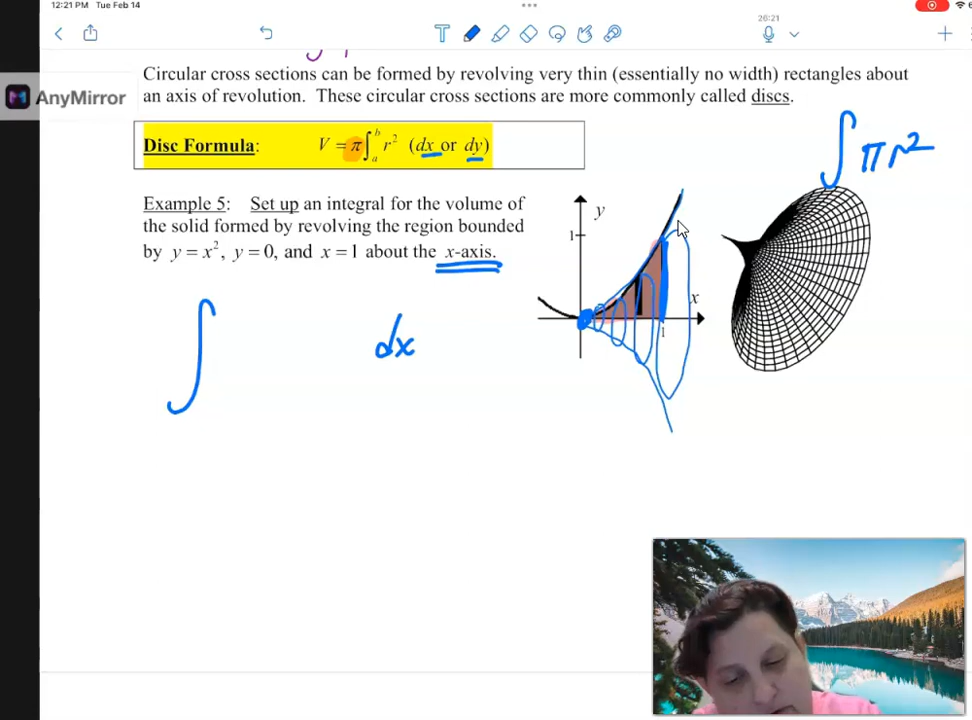 12:21 PM Tue Feb 14
26:21
AnyMirror
Circular cross sections can be formed by revolving very thin (essentially no width) rectangles about
an axis of revolution. These circular cross sections are more commonly called discs.
Disc Formula: V = π∫ₐᵇ r² (dx or dy)
∫πr²
Example 5: Set up an integral for the volume of
the solid formed by revolving the region bounded
by y = x², y = 0, and x = 1 about the x-axis.
y
1
x
1
∫ dx